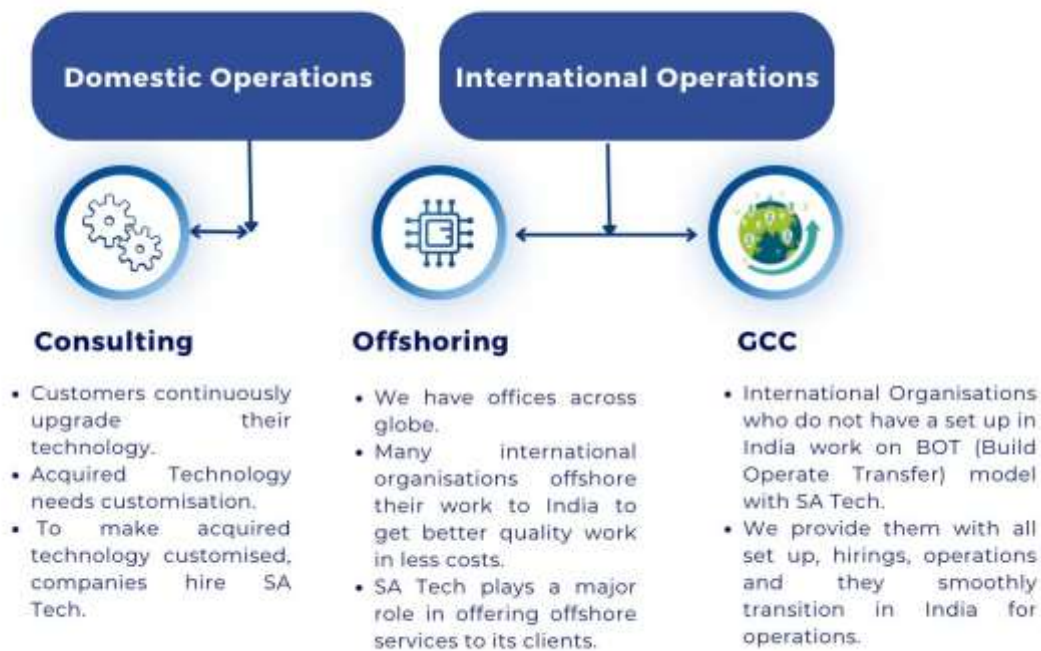 Domestic Operations
International Operations
Consulting
• Customers continuously
upgrade their
technology.
• Acquired Technology
needs customisation.
• To make acquired
technology customised,
companies hire SA
Tech.
Offshoring
• We have offices across
globe.
• Many international
organisations offshore
their work to India to
get better quality work
in less costs.
• SA Tech plays a major
role in offering offshore
services to its clients.
GCC
• International Organisations
who do not have a set up in
India work on BOT (Build
Operate Transfer) model
with SA Tech.
• We provide them with all
set up, hirings, operations
and they smoothly
transition in India for
operations.